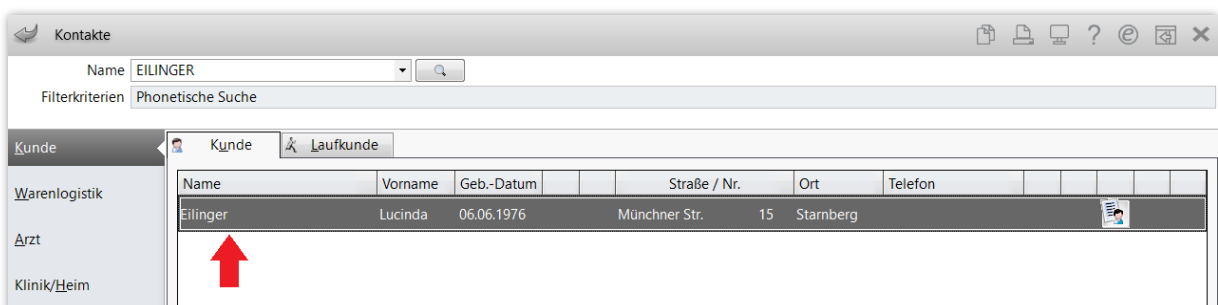 Kontakte
Name EILINGER
Filterkriterien Phonetische Suche
Kunde
Warenlogistik
Arzt
Klinik/Heim
Kunde Laufkunde
Name Vorname Geb.-Datum Straße / Nr. Ort Telefon
Eilinger Lucinda 06.06.1976 Münchner Str. 15 Starnberg